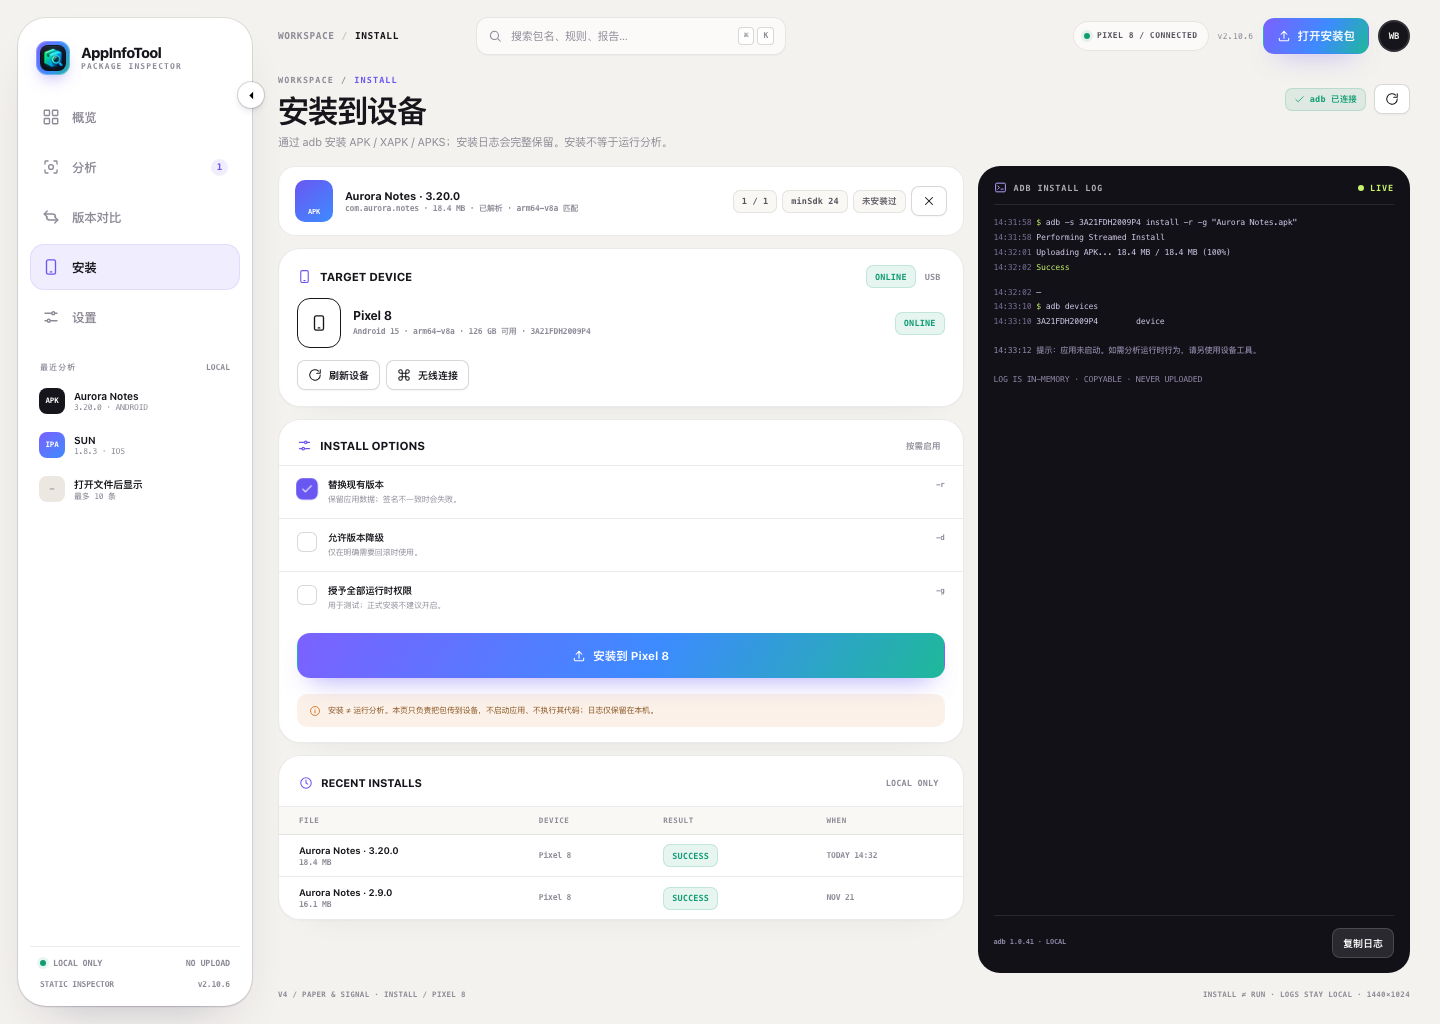 AppInfoTool
PACKAGE INSPECTOR
概览
分析 1
版本对比
安装
设置
最近分析 LOCAL
APK Aurora Notes
3.20.0 · ANDROID
IPA SUN
1.8.3 · IOS
打开文件后显示
最多 10 条
LOCAL ONLY NO UPLOAD
STATIC INSPECTOR v2.10.6
WORKSPACE / INSTALL
搜索包名、规则、报告... ⌘ K
PIXEL 8 / CONNECTED v2.10.6 打开安装包 WB
WORKSPACE / INSTALL
安装到设备
通过 adb 安装 APK / XAPK / APKS；安装日志会完整保留。安装不等于运行分析。
adb 已连接
APK
Aurora Notes · 3.20.0
com.aurora.notes · 18.4 MB · 已解析 · arm64-v8a 匹配
1 / 1 minSdk 24 未安装过
TARGET DEVICE ONLINE USB
Pixel 8
Android 15 · arm64-v8a · 126 GB 可用 · 3A21FDH2009P4
ONLINE
刷新设备 无线连接
INSTALL OPTIONS 按需启用
替换现有版本 -r
保留应用数据；签名不一致时会失败。
允许版本降级 -d
仅在明确需要回滚时使用。
授予全部运行时权限 -g
用于测试；正式安装不建议开启。
安装到 Pixel 8
安装 ≠ 运行分析。本页只负责把包传到设备，不启动应用、不执行其代码；日志仅保留在本机。
RECENT INSTALLS LOCAL ONLY
FILE DEVICE RESULT WHEN
Aurora Notes · 3.20.0
18.4 MB
Pixel 8 SUCCESS TODAY 14:32
Aurora Notes · 2.9.0
16.1 MB
Pixel 8 SUCCESS NOV 21
ADB INSTALL LOG LIVE
14:31:58 $ adb -s 3A21FDH2009P4 install -r -g "Aurora Notes.apk"
14:31:58 Performing Streamed Install
14:32:01 Uploading APK... 18.4 MB / 18.4 MB (100%)
14:32:02 Success
14:32:02 —
14:33:10 $ adb devices
14:33:10 3A21FDH2009P4 device
14:33:12 提示：应用未启动。如需分析运行时行为，请另使用设备工具。
LOG IS IN-MEMORY · COPYABLE · NEVER UPLOADED
adb 1.0.41 · LOCAL 复制日志
V4 / PAPER & SIGNAL · INSTALL / PIXEL 8
INSTALL ≠ RUN · LOGS STAY LOCAL · 1440×1024